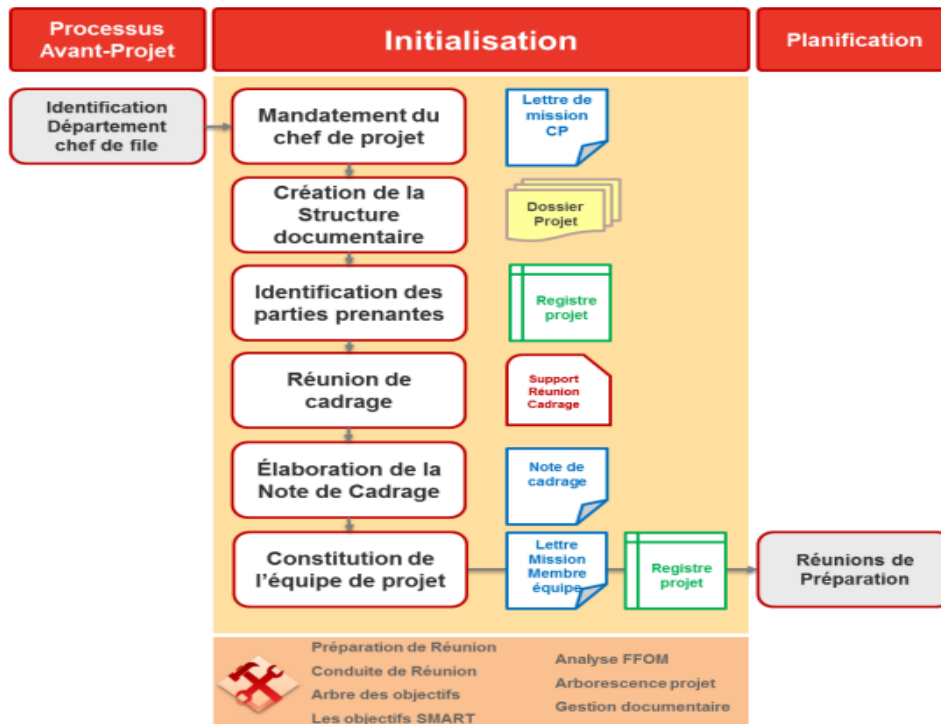 Processus
Avant-Projet
Initialisation
Planification
Identification
Département
chef de file
Mandatement du
chef de projet
Lettre de
mission
CP
Création de la
Structure
documentaire
Dossier
Projet
Identification des
parties prenantes
Registre
projet
Réunion de
cadrage
Support
Réunion
Cadrage
Élaboration de la
Note de Cadrage
Note de
cadrage
Constitution de
l'équipe de projet
Lettre
Mission
Membre
équipe
Registre
projet
Réunions de
Préparation
Préparation de Réunion
Conduite de Réunion
Arbre des objectifs
Les objectifs SMART
Analyse FFOM
Arborescence projet
Gestion documentaire